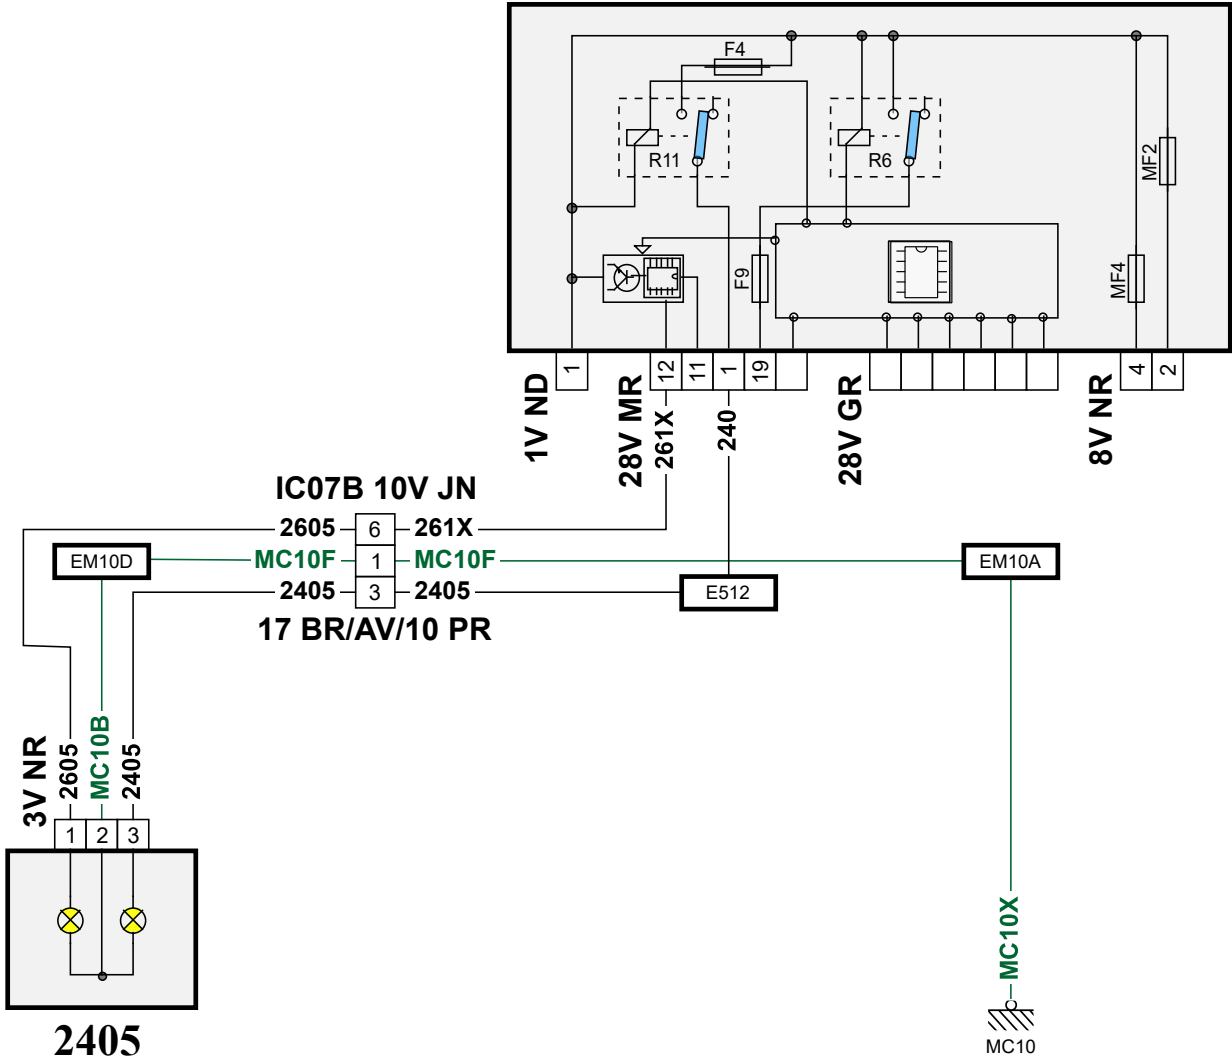 F4
R11
R6
MF2
F9
MF4
1
12
11
1
19
4
2
1V ND
28V MR
261X
240
28V GR
8V NR
IC07B 10V JN
2605 6 261X
EM10D MC10F 1 MC10F EM10A
2405 3 2405 E512
17 BR/AV/10 PR
3V NR
2605
MC10B
2405
1 2 3
MC10X
2405
MC10